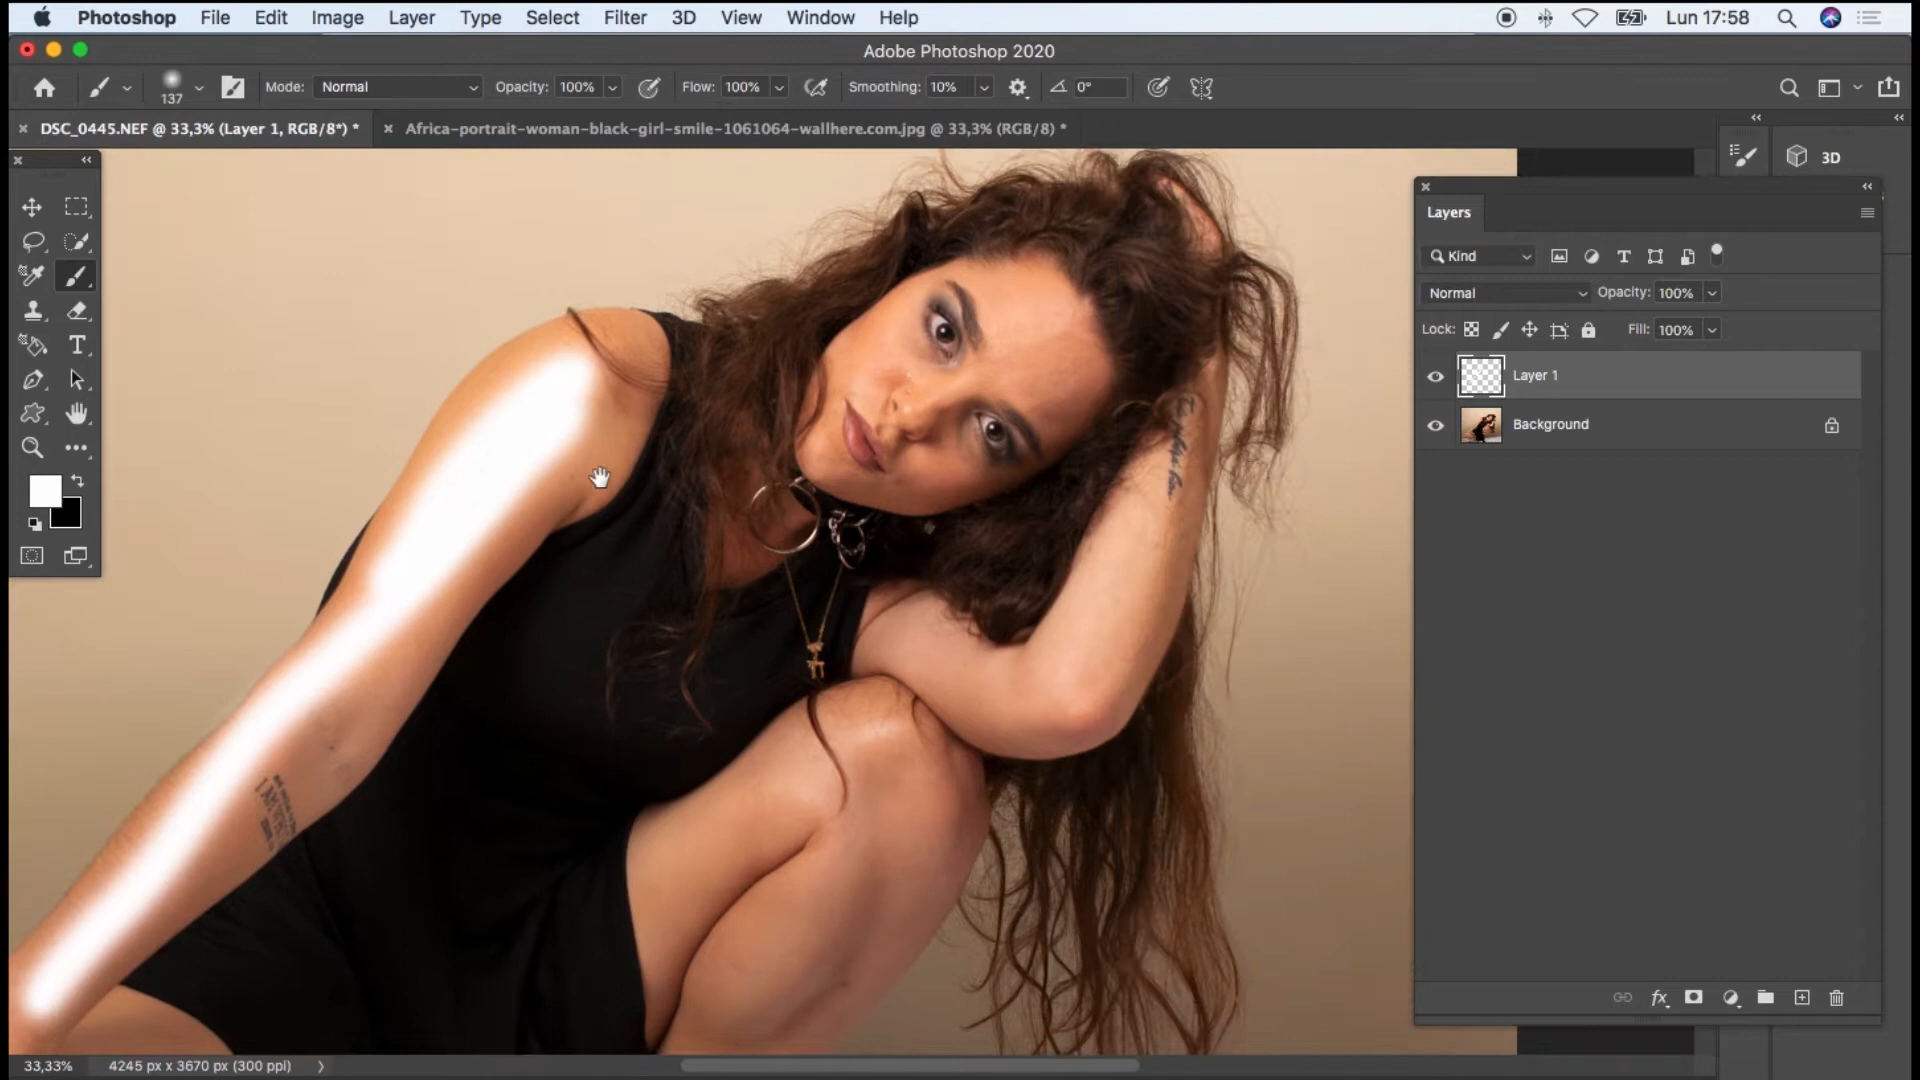 Photoshop File Edit Image Layer Type Select Filter 3D View Window Help Lun 17:58
Adobe Photoshop 2020
137 Mode: Normal Opacity: 100% Flow: 100% Smoothing: 10% 0°
DSC_0445.NEF @ 33,3% (Layer 1, RGB/8*) * Africa-portrait-woman-black-girl-smile-1061064-wallhere.com.jpg @ 33,3% (RGB/8) *
3D
Layers
Kind
Normal Opacity: 100%
Lock: Fill: 100%
Layer 1
Background
fx
33,33% 4245 px x 3670 px (300 ppi)